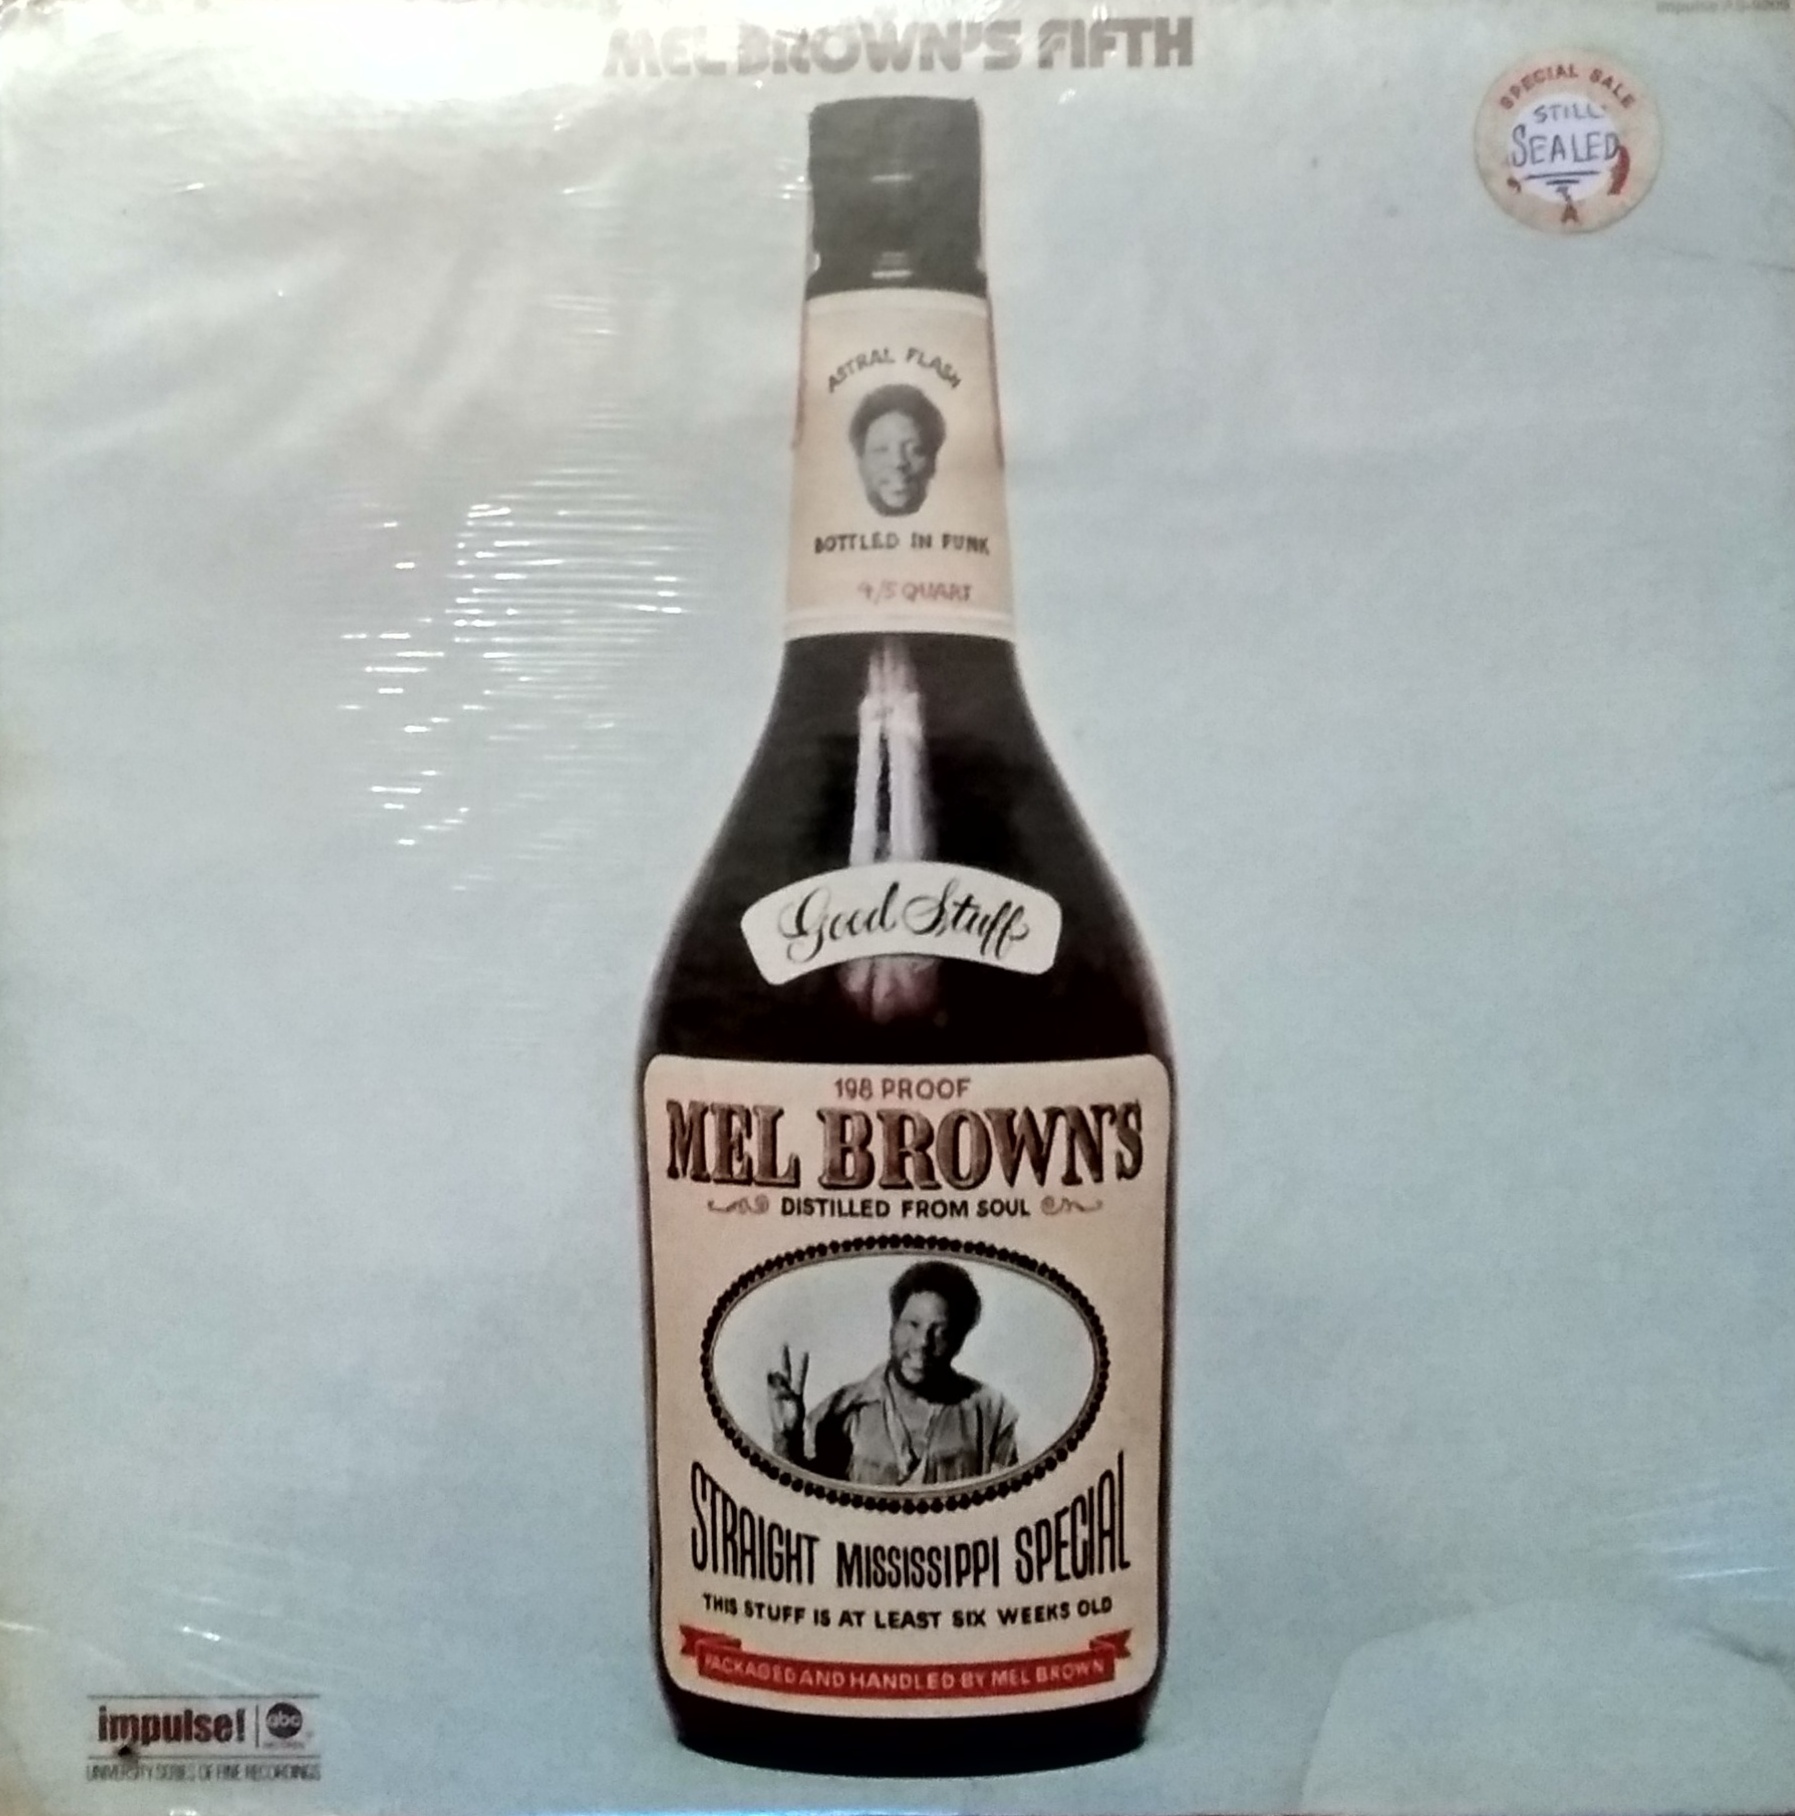 MEL BROWN'S FIFTH
SPECIAL SALE
STILL
SEALED
ASTRAL FLASH
BOTTLED IN FUNK
4/5 QUART
Good Stuff
198 PROOF
MEL BROWN'S
DISTILLED FROM SOUL
STRAIGHT MISSISSIPPI SPECIAL
THIS STUFF IS AT LEAST SIX WEEKS OLD
PACKAGED AND HANDLED BY MEL BROWN
impulse! abc
UNIVERSITY SERIES OF FINE RECORDINGS